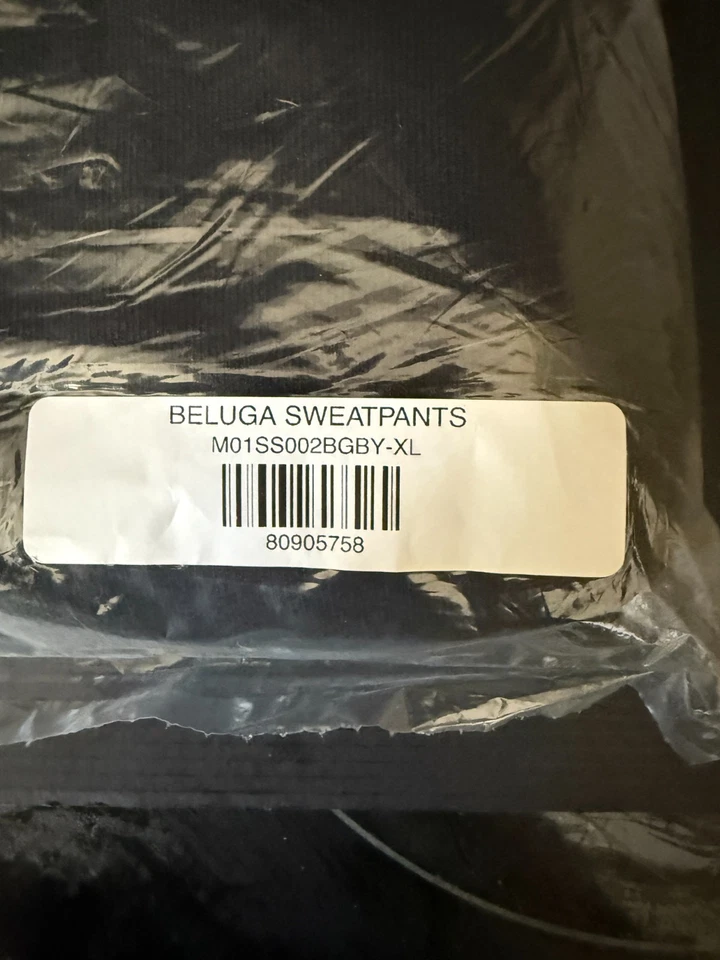 BELUGA SWEATPANTS
M01SS002BGBY-XL
80905758